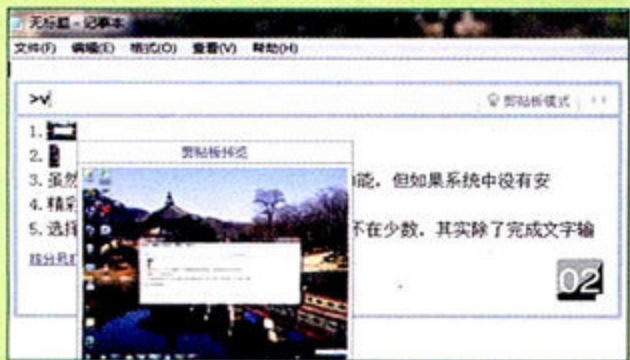 无标题 - 记事本
文件(F) 编辑(E) 格式(O) 查看(V) 帮助(H)
>v 剪贴板模式
1.
2. 剪贴板预览
3. 虽然 能，但如果系统中没有安
4. 精彩
5. 选择 不在少数，其实除了完成文字输
按分号
02